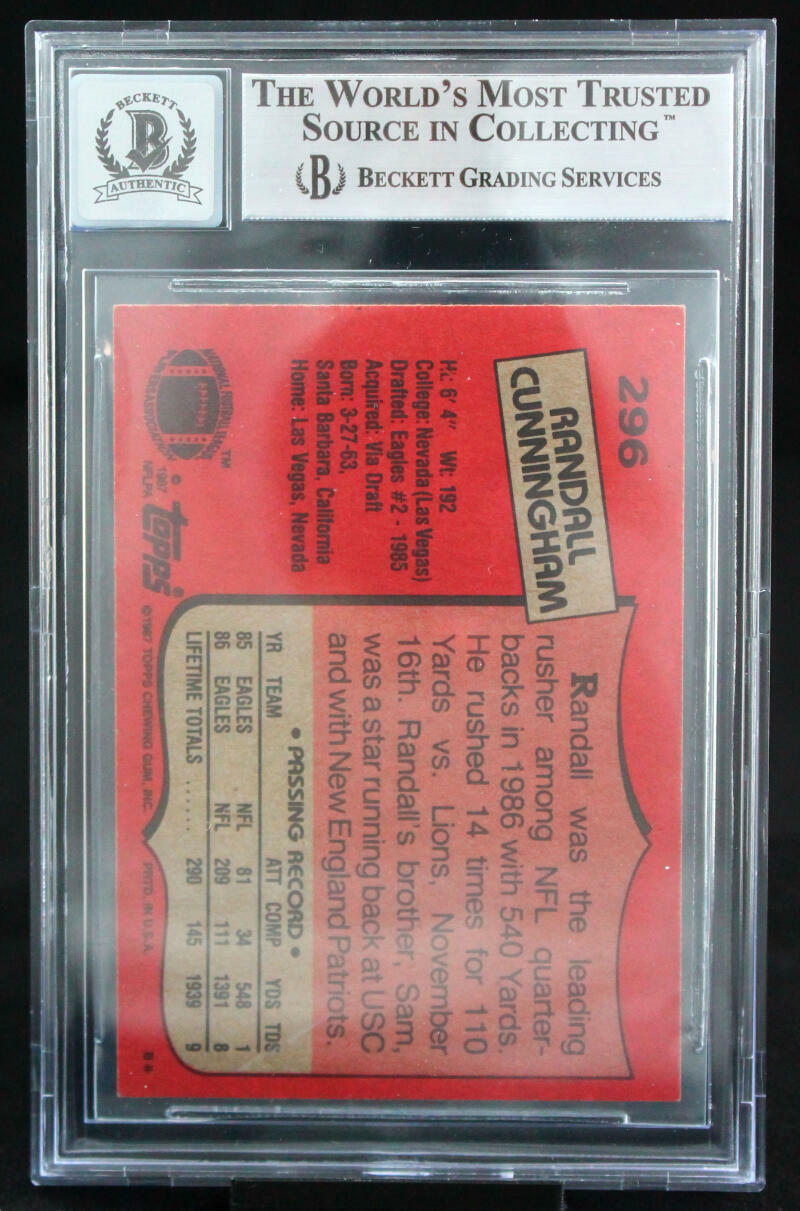 BECKETT
B
AUTHENTIC
THE WORLD'S MOST TRUSTED
SOURCE IN COLLECTING™
B BECKETT GRADING SERVICES
296
RANDALL
CUNNINGHAM
Ht: 6' 4" Wt: 192
College: Nevada (Las Vegas)
Drafted: Eagles #2 - 1985
Acquired: Via Draft
Born: 3-27-63,
Santa Barbara, California
Home: Las Vegas, Nevada
TM
© 1987
NFLPA
topps
©1987 TOPPS CHEWING GUM, INC. PRTD. IN U.S.A.
Randall was the leading
rusher among NFL quarter-
backs in 1986 with 540 Yards.
He rushed 14 times for 110
Yards vs. Lions, November
16th. Randall's brother, Sam,
was a star running back at USC
and with New England Patriots.
• PASSING RECORD •
YR TEAM ATT COMP YDS TDS
85 EAGLES NFL 81 34 548 1
86 EAGLES NFL 209 111 1391 8
LIFETIME TOTALS ...... 290 145 1939 9